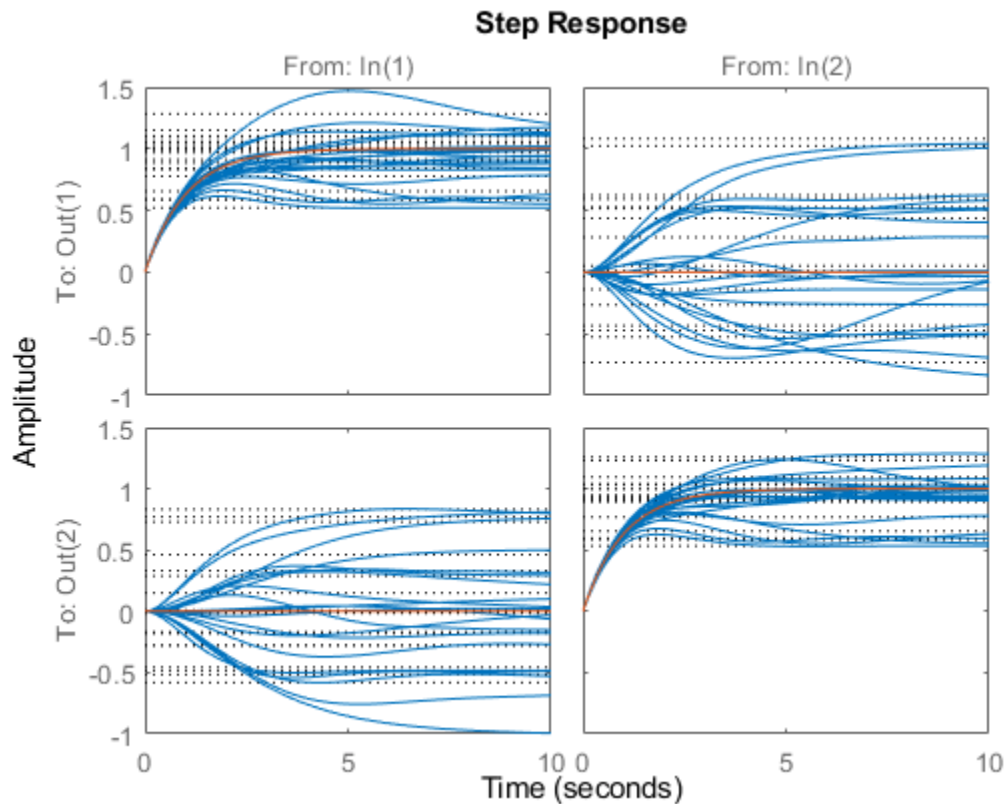 Step Response
From: In(1)
From: In(2)
To: Out(1)
1.5
1
0.5
0
-0.5
-1
Amplitude
To: Out(2)
1.5
1
0.5
0
-0.5
-1
0
5
10
0
5
10
Time (seconds)